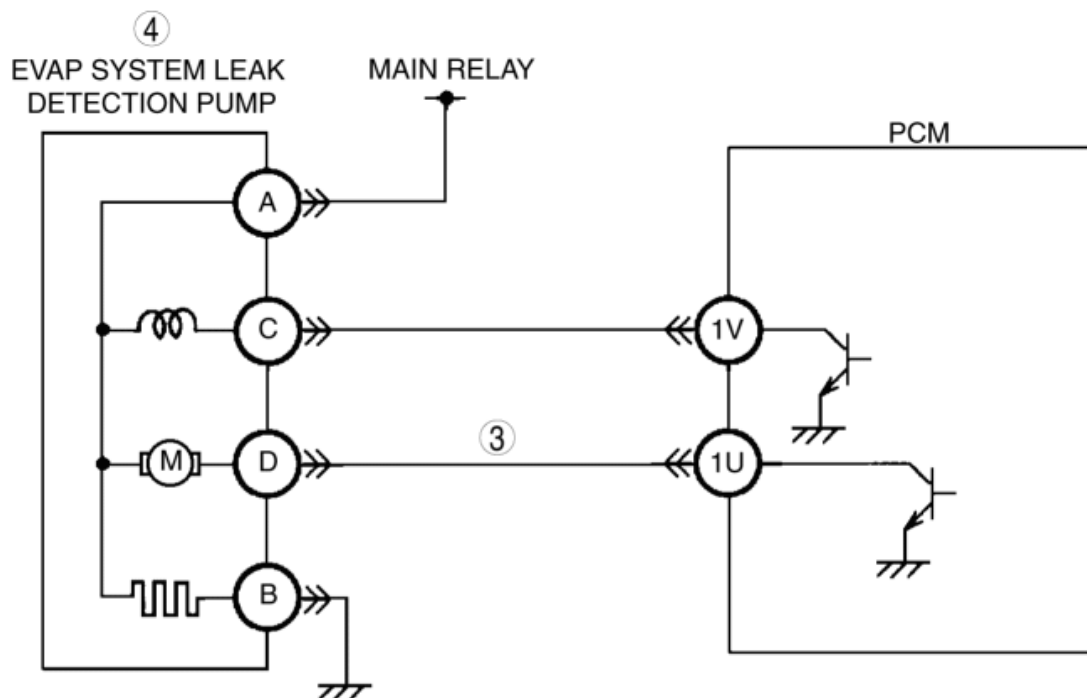 ④
EVAP SYSTEM LEAK
DETECTION PUMP
MAIN RELAY
PCM
A
C
1V
M
D
③
1U
B